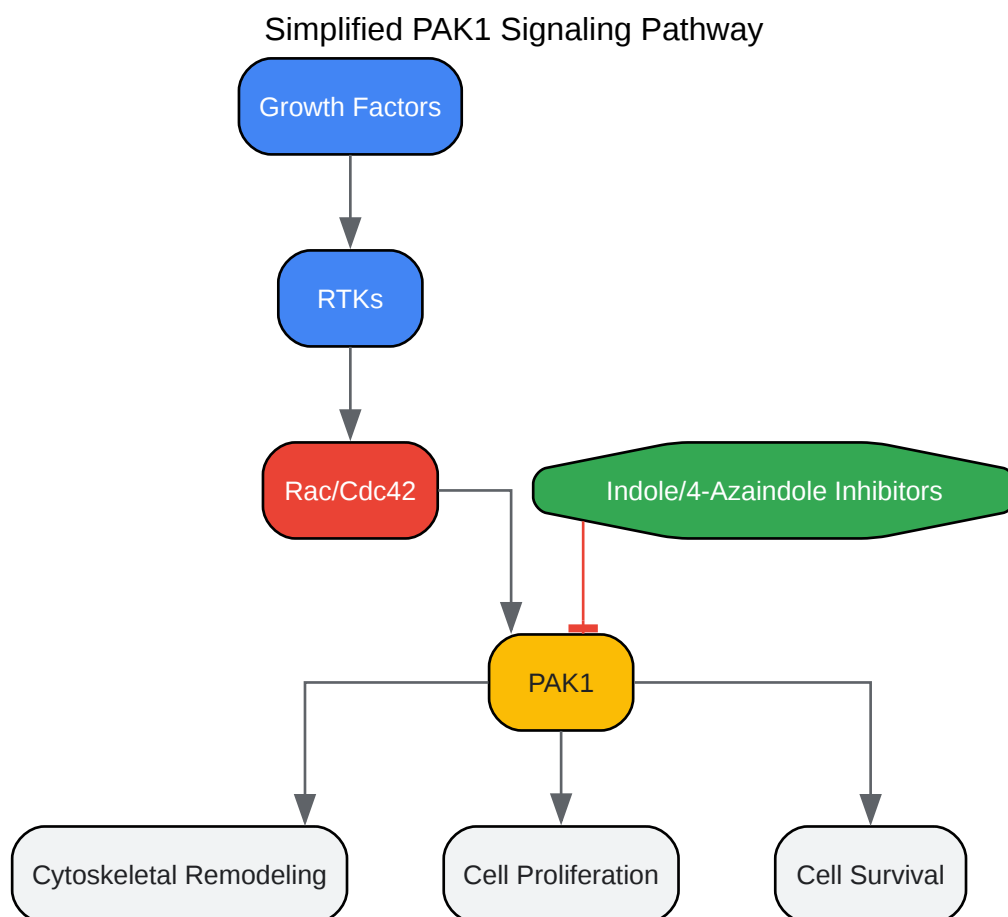 Simplified PAK1 Signaling Pathway
Growth Factors
RTKs
Rac/Cdc42
Indole/4-Azaindole Inhibitors
PAK1
Cytoskeletal Remodeling
Cell Proliferation
Cell Survival